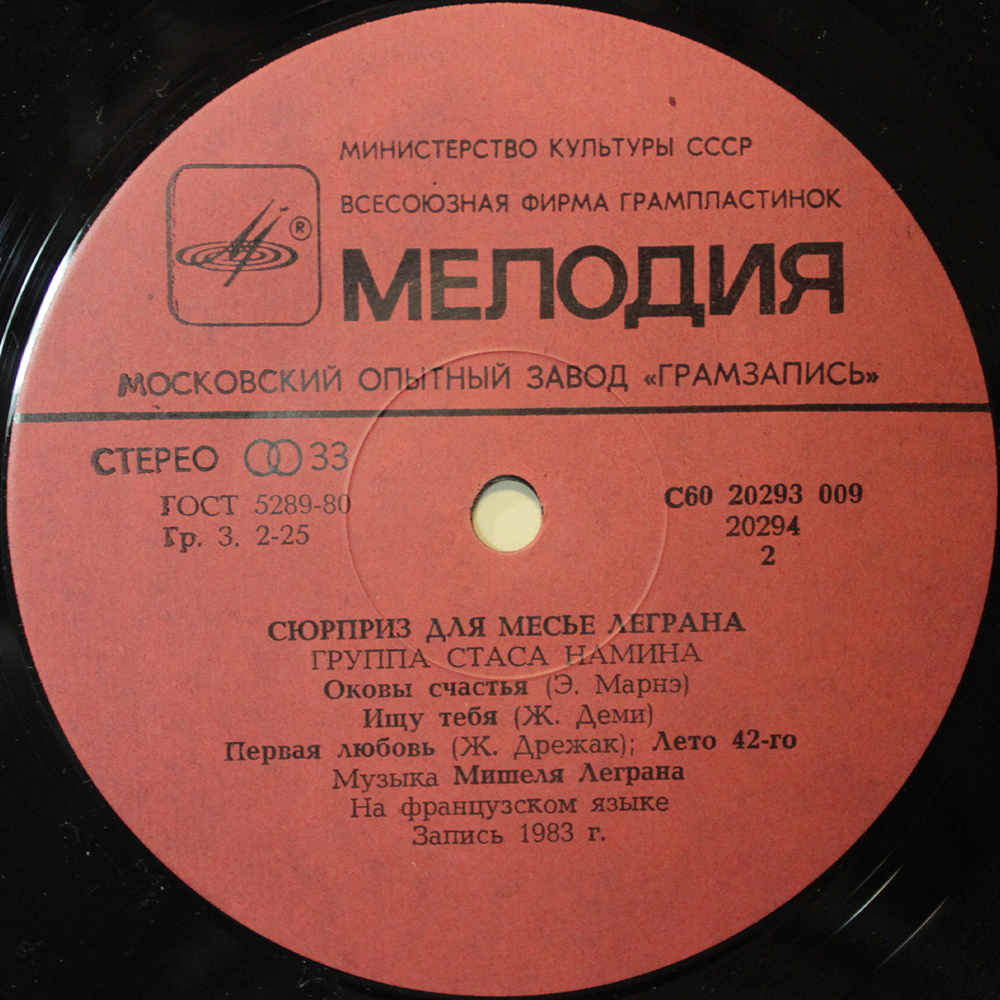 МИНИСТЕРСТВО КУЛЬТУРЫ СССР
ВСЕСОЮЗНАЯ ФИРМА ГРАМПЛАСТИНОК
®
МЕЛОДИЯ
МОСКОВСКИЙ ОПЫТНЫЙ ЗАВОД «ГРАМЗАПИСЬ»
СТЕРЕО 33
ГОСТ 5289-80
Гр. 3. 2-25
С60 20293 009
20294
2
СЮРПРИЗ ДЛЯ МЕСЬЕ ЛЕГРАНА
ГРУППА СТАСА НАМИНА
Оковы счастья (Э. Марнэ)
Ищу тебя (Ж. Деми)
Первая любовь (Ж. Дрежак); Лето 42-го
Музыка Мишеля Леграна
На французском языке
Запись 1983 г.